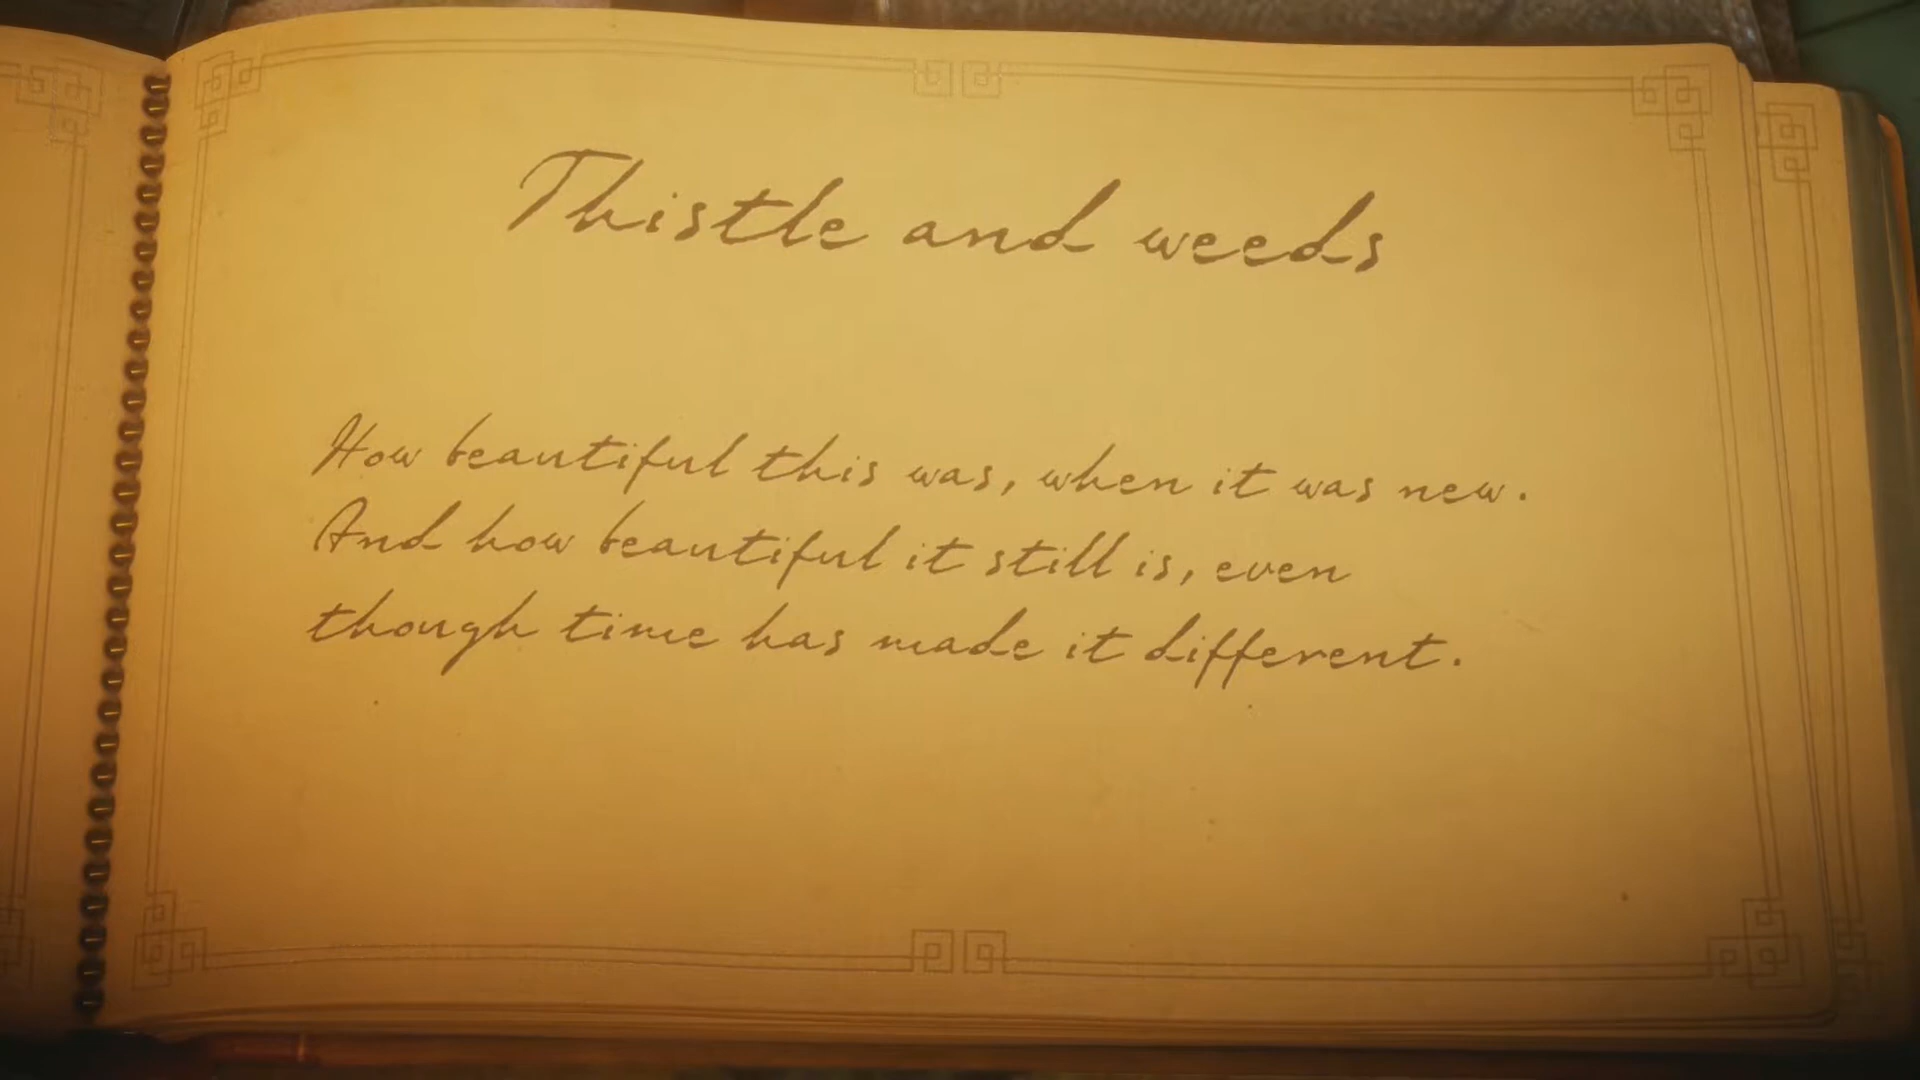 Thistle and weeds
How beautiful this was, when it was new.
And how beautiful it still is, even
though time has made it different.